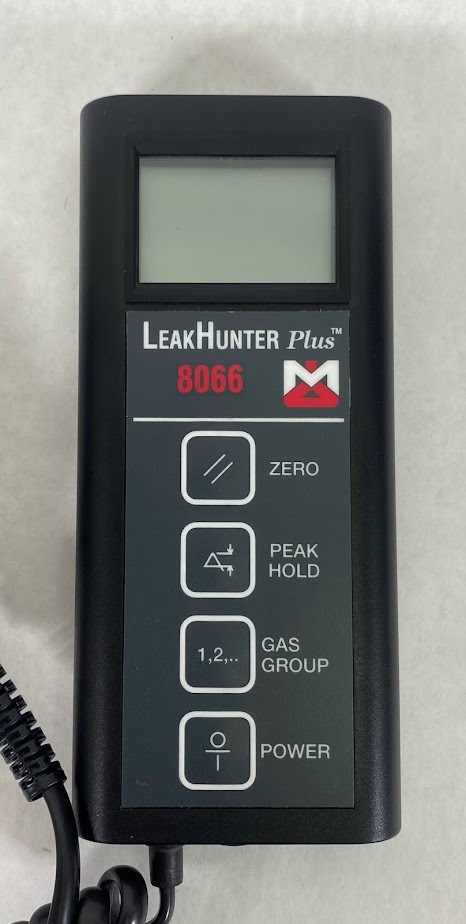 LEAKHUNTER Plus™
8066
ZERO
PEAK
HOLD
1,2,..
GAS
GROUP
POWER